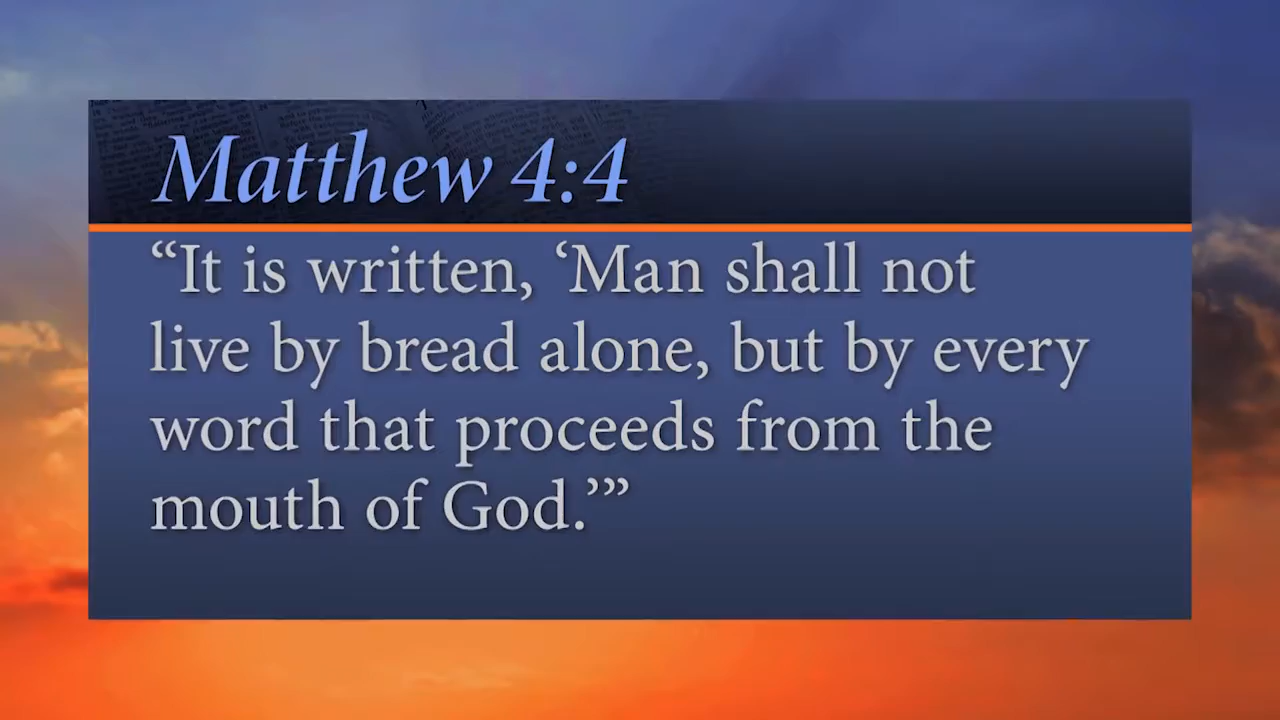 Matthew 4:4
“It is written, ‘Man shall not
live by bread alone, but by every
word that proceeds from the
mouth of God.’”